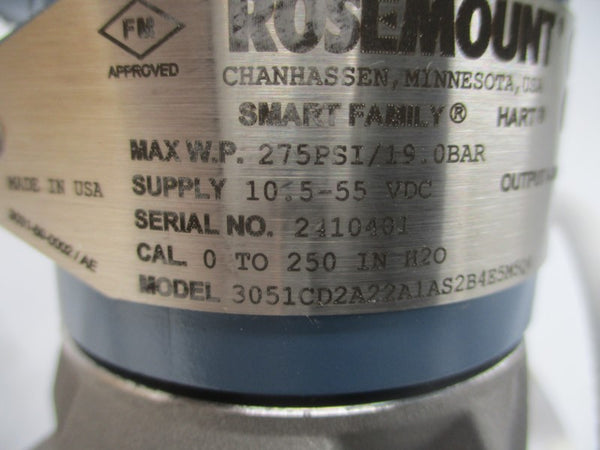 FM
APPROVED
ROSEMOUNT
CHANHASSEN, MINNESOTA, USA
SMART FAMILY® HART®
MAX W.P. 275PSI/19.0BAR
MADE IN USA
SUPPLY 10.5-55 VDC
OUTPUT
SERIAL NO. 2410401
CAL. 0 TO 250 IN H2O
MODEL 3051CD2A22A1AS2B4E5M5